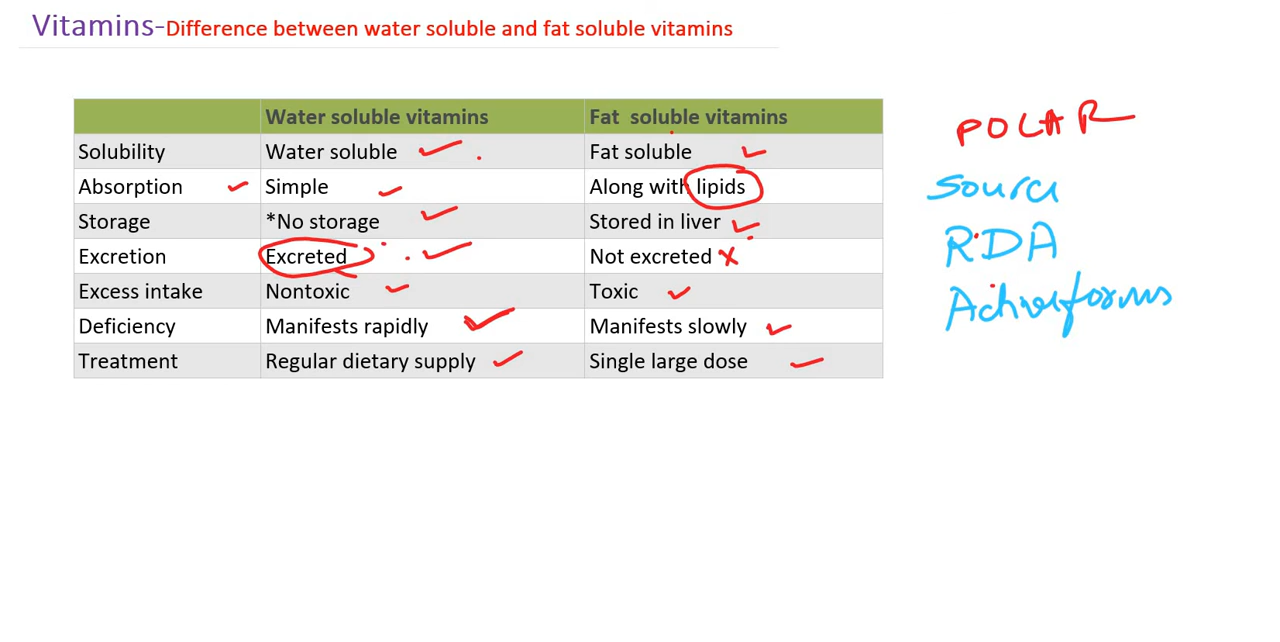 Vitamins-Difference between water soluble and fat soluble vitamins
Water soluble vitamins Fat soluble vitamins
Solubility Water soluble Fat soluble
Absorption Simple Along with lipids
Storage *No storage Stored in liver
Excretion Excreted Not excreted
Excess intake Nontoxic Toxic
Deficiency Manifests rapidly Manifests slowly
Treatment Regular dietary supply Single large dose
POLAR
Source
RDA
Active forms